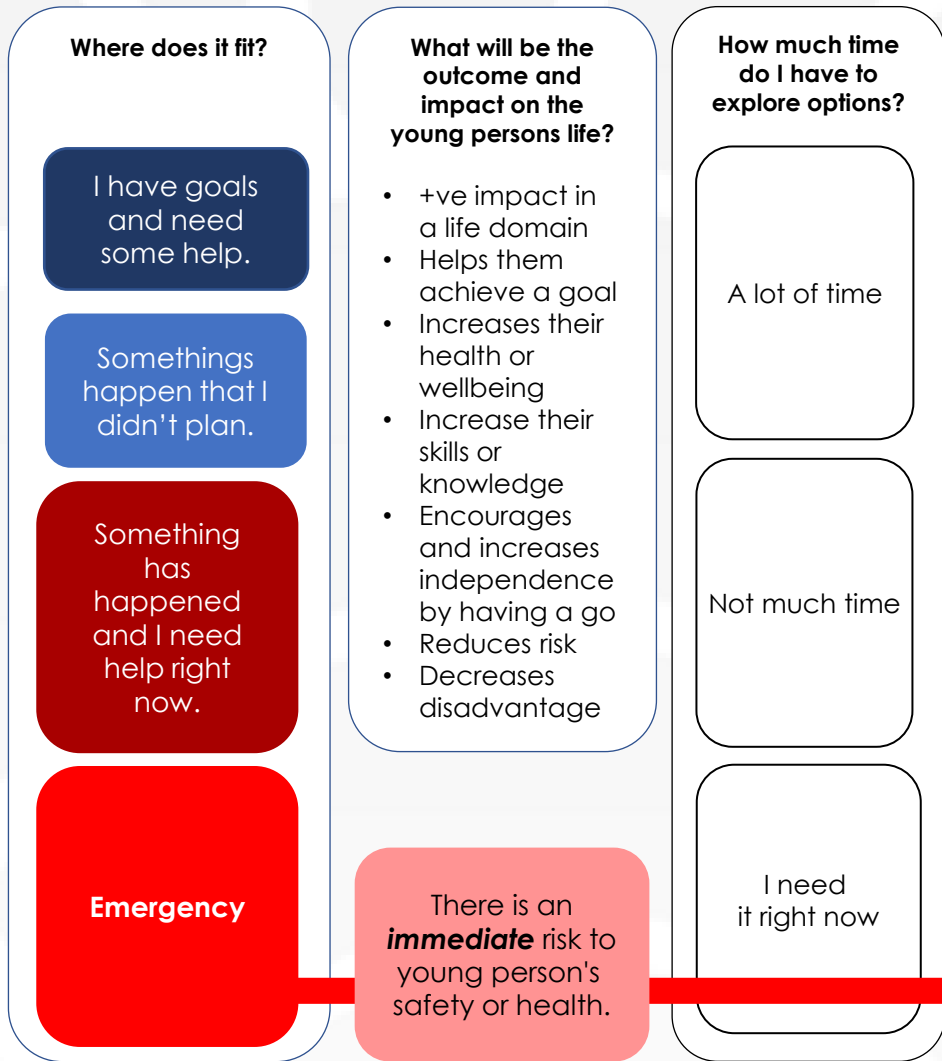 Where does it fit?
I have goals
and need
some help.
Somethings
happen that I
didn't plan.
Something
has
happened
and I need
help right
now.
Emergency
What will be the
outcome and
impact on the
young persons life?
• +ve impact in
a life domain
• Helps them
achieve a goal
• Increases their
health or
wellbeing
• Increase their
skills or
knowledge
• Encourages
and increases
independence
by having a go
• Reduces risk
• Decreases
disadvantage
There is an
immediate risk to
young person's
safety or health.
How much time
do I have to
explore options?
A lot of time
Not much time
I need
it right now